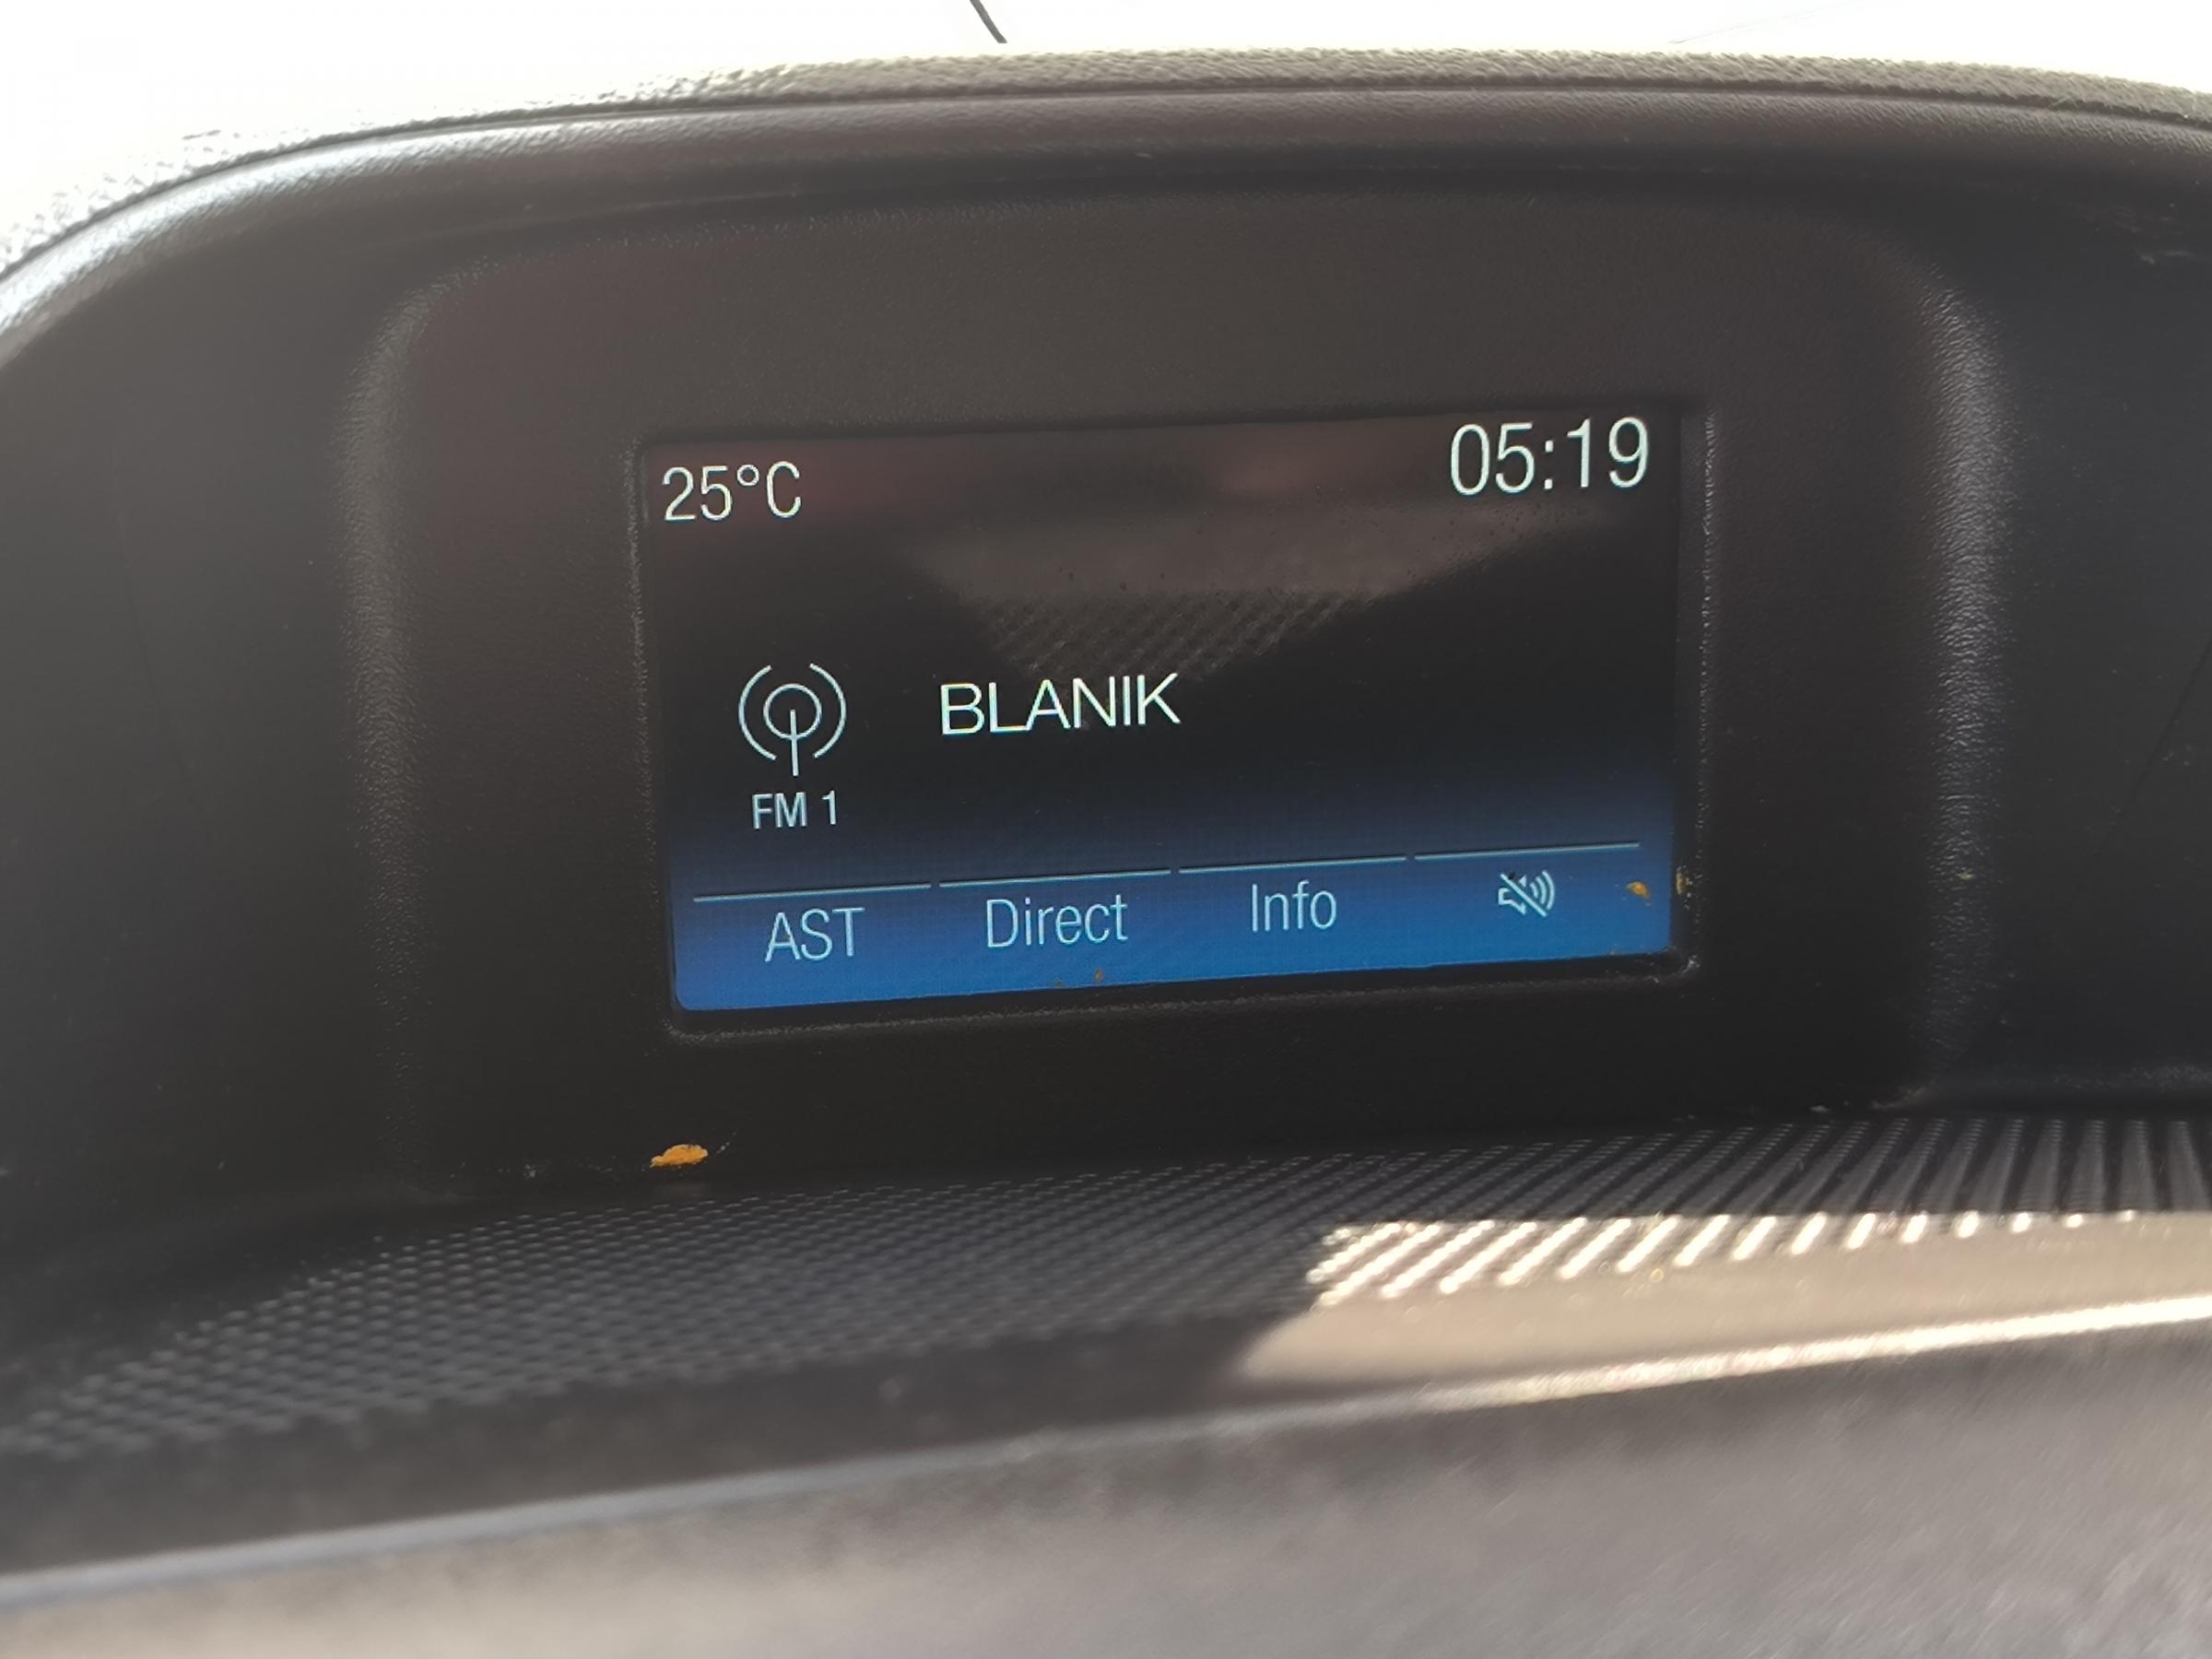 25°C
05:19
BLANIK
FM 1
AST
Direct
Info